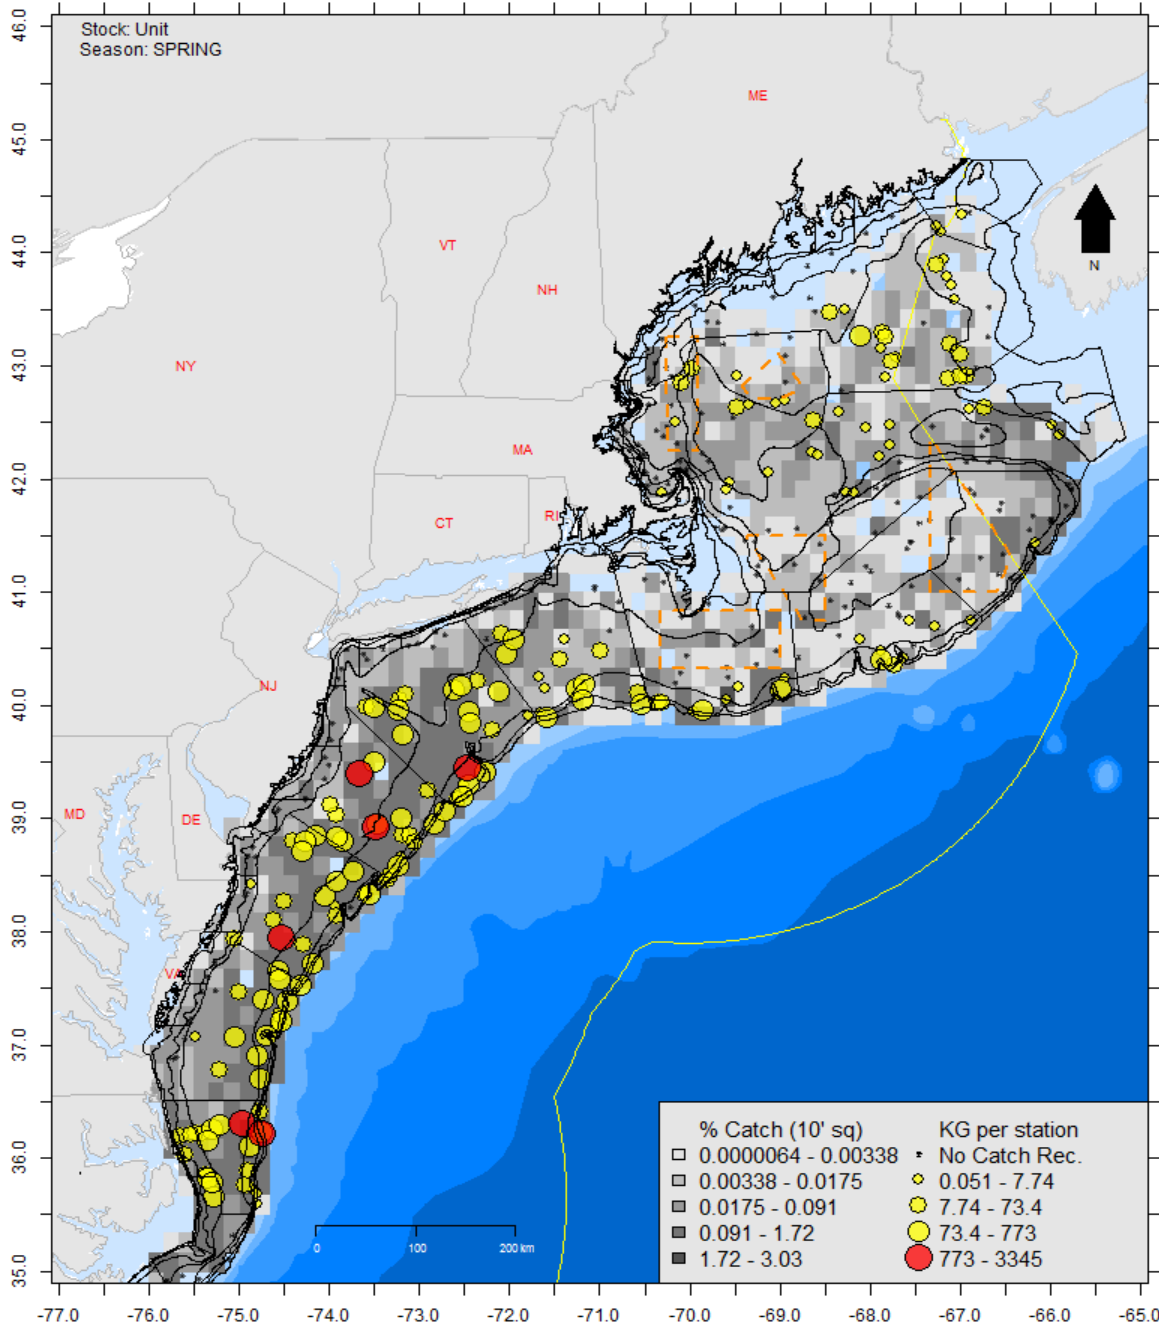 Stock: Unit
Season: SPRING
46.0
45.0
44.0
43.0
42.0
41.0
40.0
39.0
38.0
37.0
36.0
35.0
ME
VT
NH
NY
MA
CT
RI
NJ
MD
DE
VA
N
% Catch (10' sq)
0.0000064 - 0.00338
0.00338 - 0.0175
0.0175 - 0.091
0.091 - 1.72
1.72 - 3.03
KG per station
No Catch Rec.
0.051 - 7.74
7.74 - 73.4
73.4 - 773
773 - 3345
0 100 200 km
-77.0 -76.0 -75.0 -74.0 -73.0 -72.0 -71.0 -70.0 -69.0 -68.0 -67.0 -66.0 -65.0